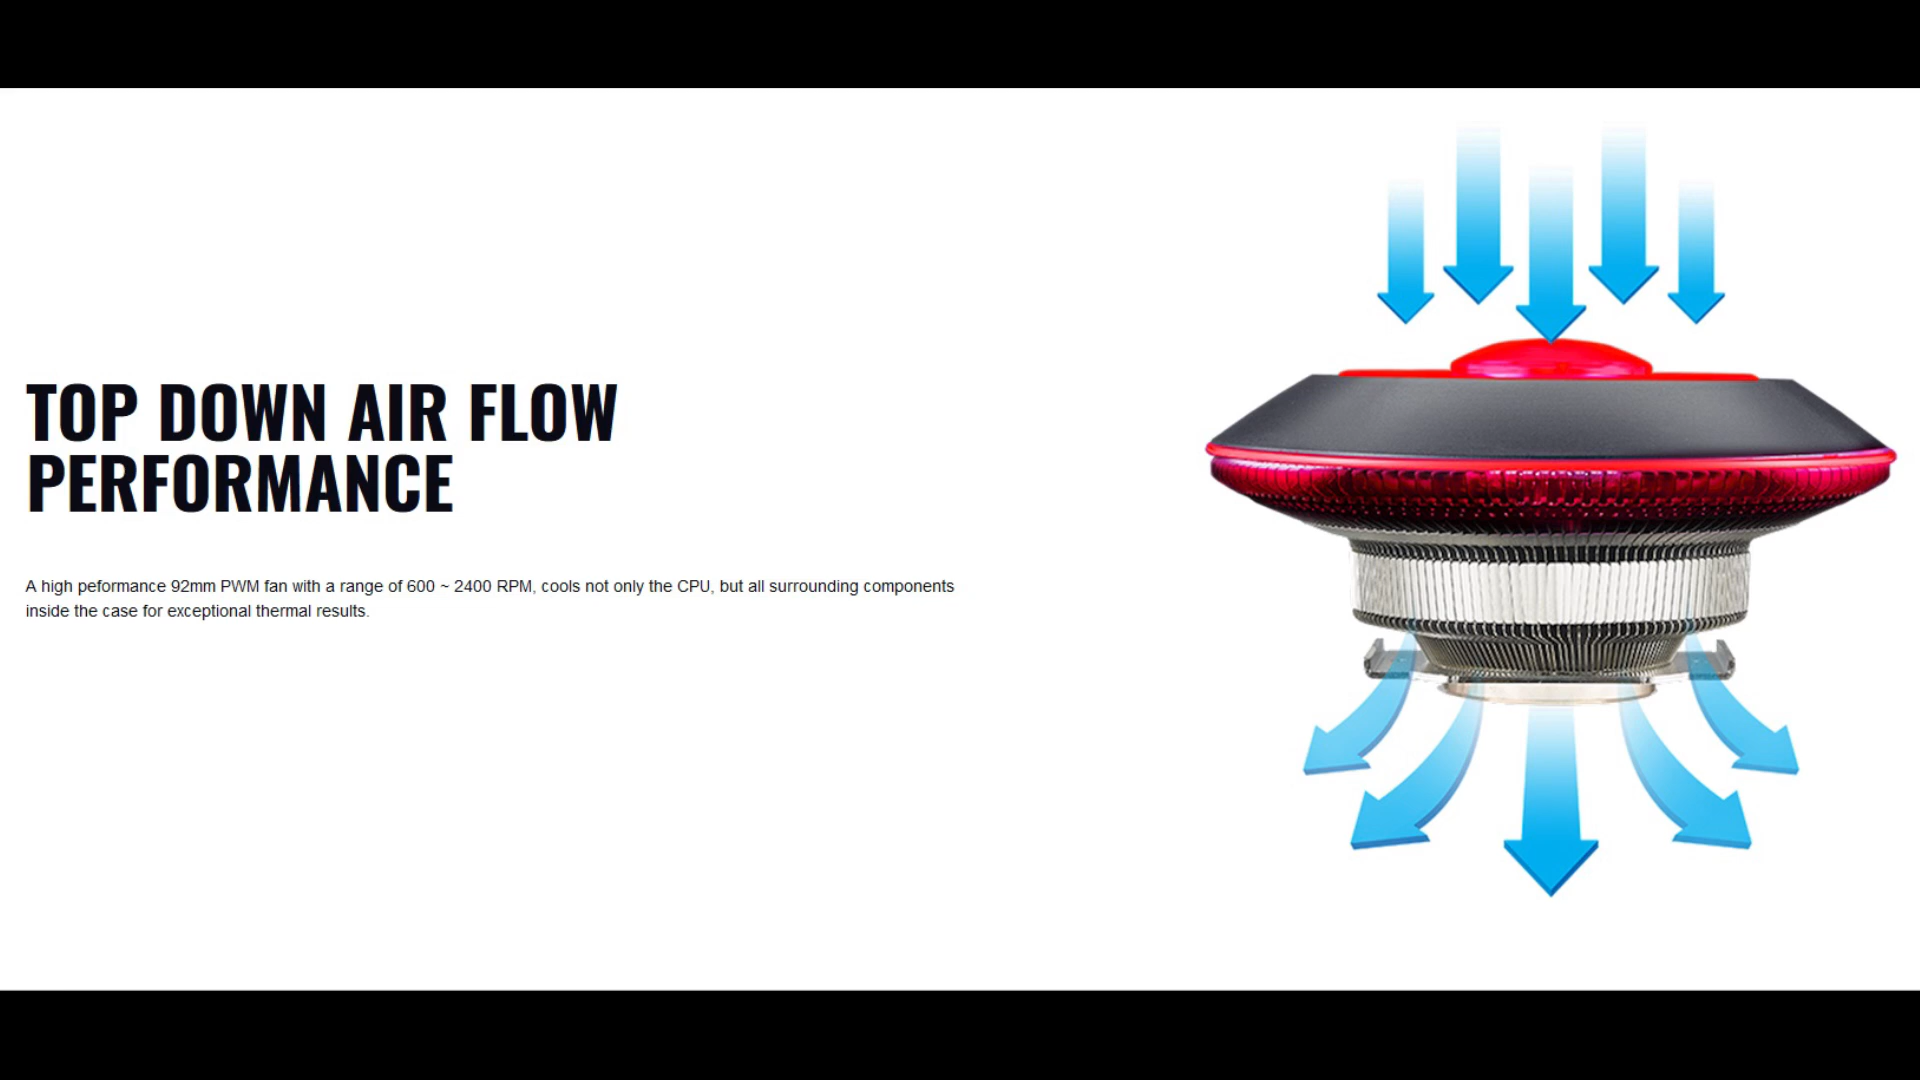 TOP DOWN AIR FLOW
PERFORMANCE
A high peformance 92mm PWM fan with a range of 600 ~ 2400 RPM, cools not only the CPU, but all surrounding components
inside the case for exceptional thermal results.